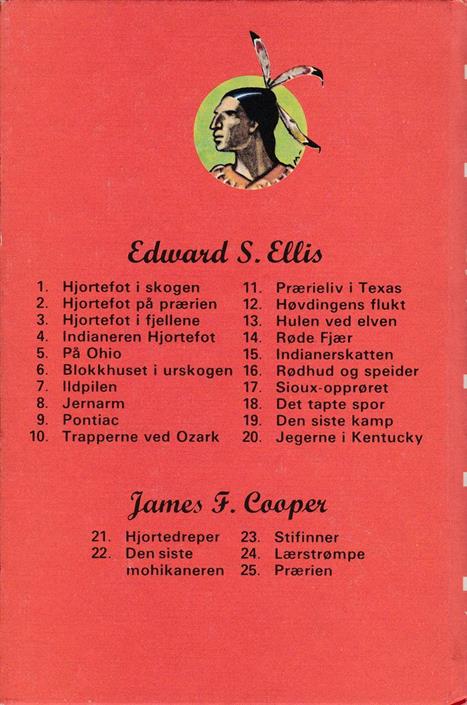 Edward S. Ellis
1. Hjortefot i skogen
2. Hjortefot på prærien
3. Hjortefot i fjellene
4. Indianeren Hjortefot
5. På Ohio
6. Blokkhuset i urskogen
7. Ildpilen
8. Jernarm
9. Pontiac
10. Trapperne ved Ozark
11. Prærieliv i Texas
12. Høvdingens flukt
13. Hulen ved elven
14. Røde Fjær
15. Indianerskatten
16. Rødhud og speider
17. Sioux-opprøret
18. Det tapte spor
19. Den siste kamp
20. Jegerne i Kentucky
James F. Cooper
21. Hjortedreper
22. Den siste
mohikaneren
23. Stifinner
24. Lærstrømpe
25. Prærien